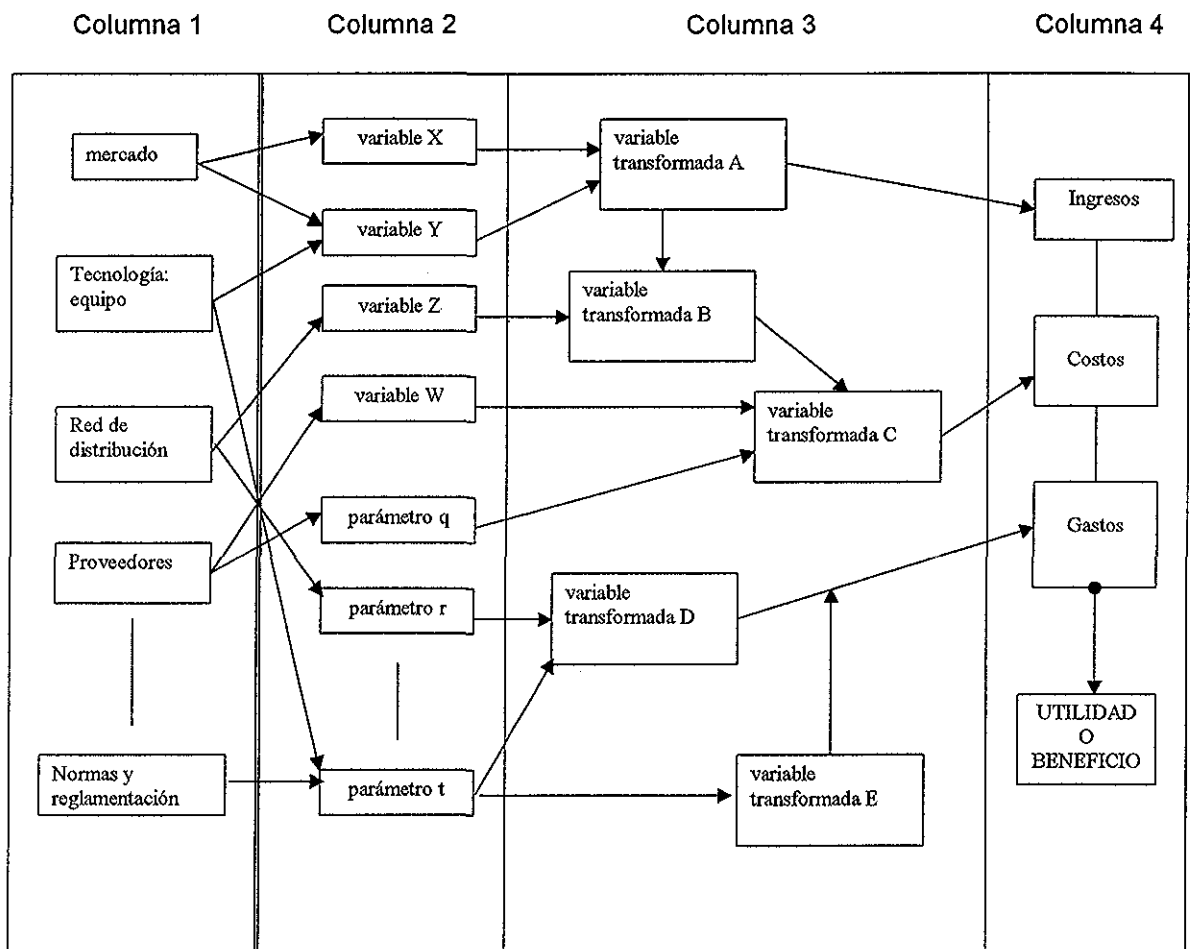 Columna 1
Columna 2
Columna 3
Columna 4
mercado
Tecnología:
equipo
Red de
distribución
Proveedores
Normas y
reglamentación
variable X
variable Y
variable Z
variable W
parámetro q
parámetro r
parámetro t
variable
transformada A
variable
transformada B
variable
transformada C
variable
transformada D
variable
transformada E
Ingresos
Costos
Gastos
UTILIDAD
O
BENEFICIO